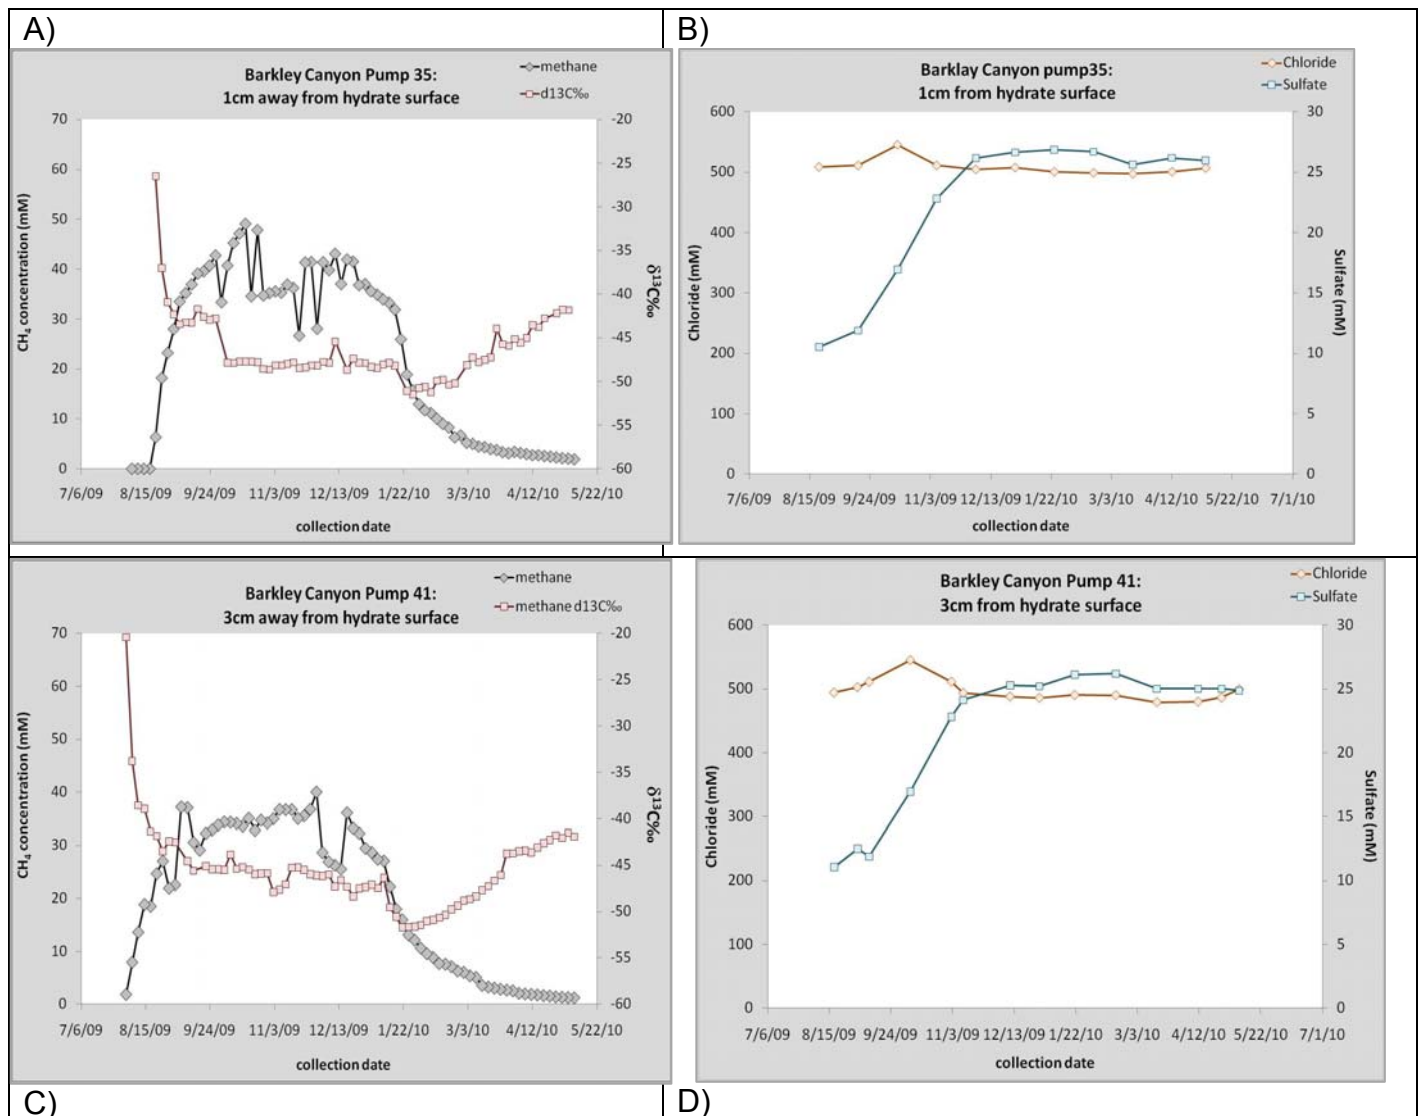 A)
B)
Barkley Canyon Pump 35:
1cm away from hydrate surface
methane
d13C‰
70
60
50
40
30
20
10
0
CH4 concentration (mM)
-20
-25
-30
-35
-40
-45
-50
-55
-60
δ13C‰
7/6/09 8/15/09 9/24/09 11/3/09 12/13/09 1/22/10 3/3/10 4/12/10 5/22/10
collection date
Barklay Canyon pump35:
1cm from hydrate surface
Chloride
Sulfate
600
500
400
300
200
100
0
Chloride (mM)
30
25
20
15
10
5
0
Sulfate (mM)
7/6/09 8/15/09 9/24/09 11/3/09 12/13/09 1/22/10 3/3/10 4/12/10 5/22/10 7/1/10
collection date
Barkley Canyon Pump 41:
3cm away from hydrate surface
methane
methane d13C‰
70
60
50
40
30
20
10
0
CH4 concentration (mM)
-20
-25
-30
-35
-40
-45
-50
-55
-60
δ13C‰
7/6/09 8/15/09 9/24/09 11/3/09 12/13/09 1/22/10 3/3/10 4/12/10 5/22/10
collection date
Barkley Canyon Pump 41:
3cm from hydrate surface
Chloride
Sulfate
600
500
400
300
200
100
0
Chloride (mM)
30
25
20
15
10
5
0
Sulfate (mM)
7/6/09 8/15/09 9/24/09 11/3/09 12/13/09 1/22/10 3/3/10 4/12/10 5/22/10 7/1/10
collection date
C)
D)